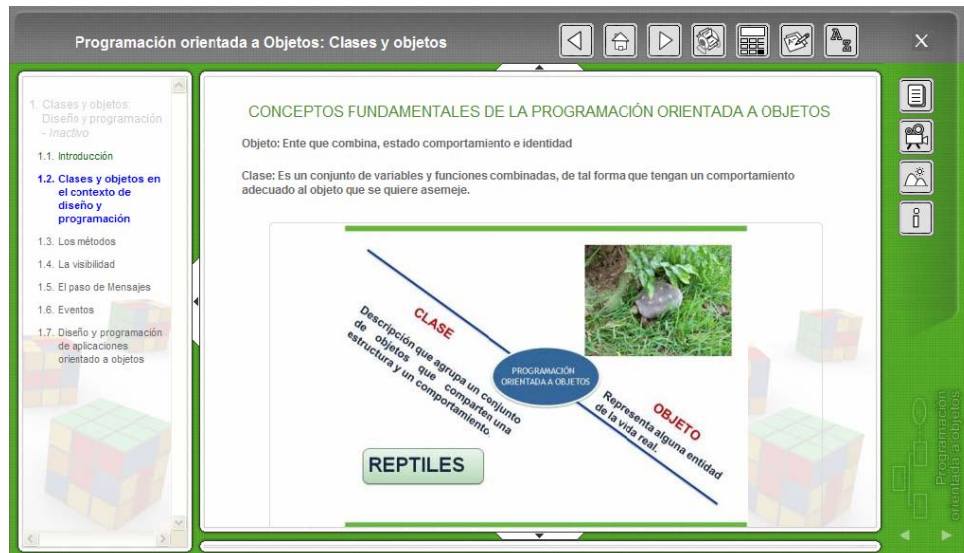 Programación orientada a Objetos: Clases y objetos
A
Z
X
1. Clases y objetos:
Diseño y programación
- Inactivo
1.1. Introducción
1.2. Clases y objetos en
el contexto de
diseño y
programación
1.3. Los métodos
1.4. La visibilidad
1.5. El paso de Mensajes
1.6. Eventos
1.7. Diseño y programación
de aplicaciones
orientado a objetos
CONCEPTOS FUNDAMENTALES DE LA PROGRAMACIÓN ORIENTADA A OBJETOS
Objeto: Ente que combina, estado comportamiento e identidad
Clase: Es un conjunto de variables y funciones combinadas, de tal forma que tengan un comportamiento
adecuado al objeto que se quiere asemeje.
CLASE
Descripción que agrupa un conjunto
de objetos que comparten una
estructura y un comportamiento.
PROGRAMACIÓN
ORIENTADA A OBJETOS
OBJETO
Representa alguna entidad
de la vida real.
REPTILES
Programación
orientada a objetos